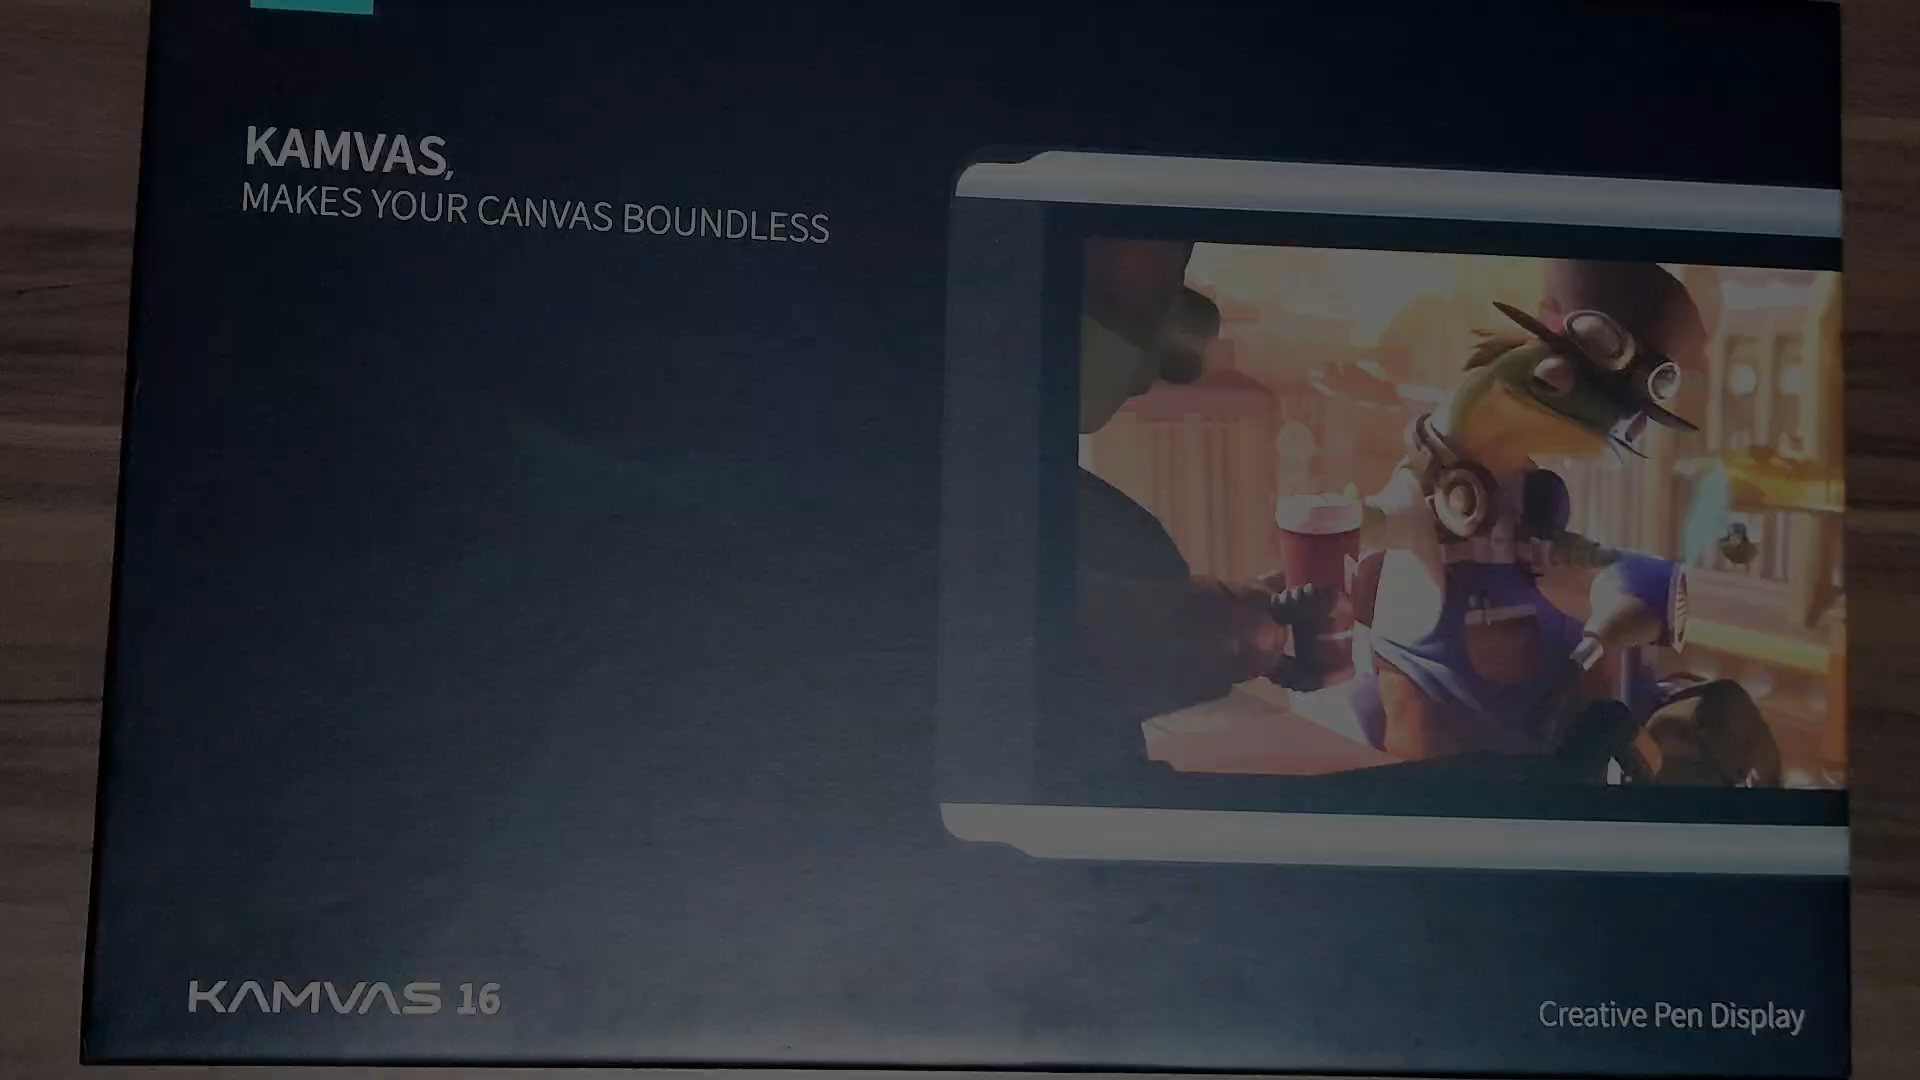 KAMVAS,
MAKES YOUR CANVAS BOUNDLESS
KAMVAS 16
Creative Pen Display